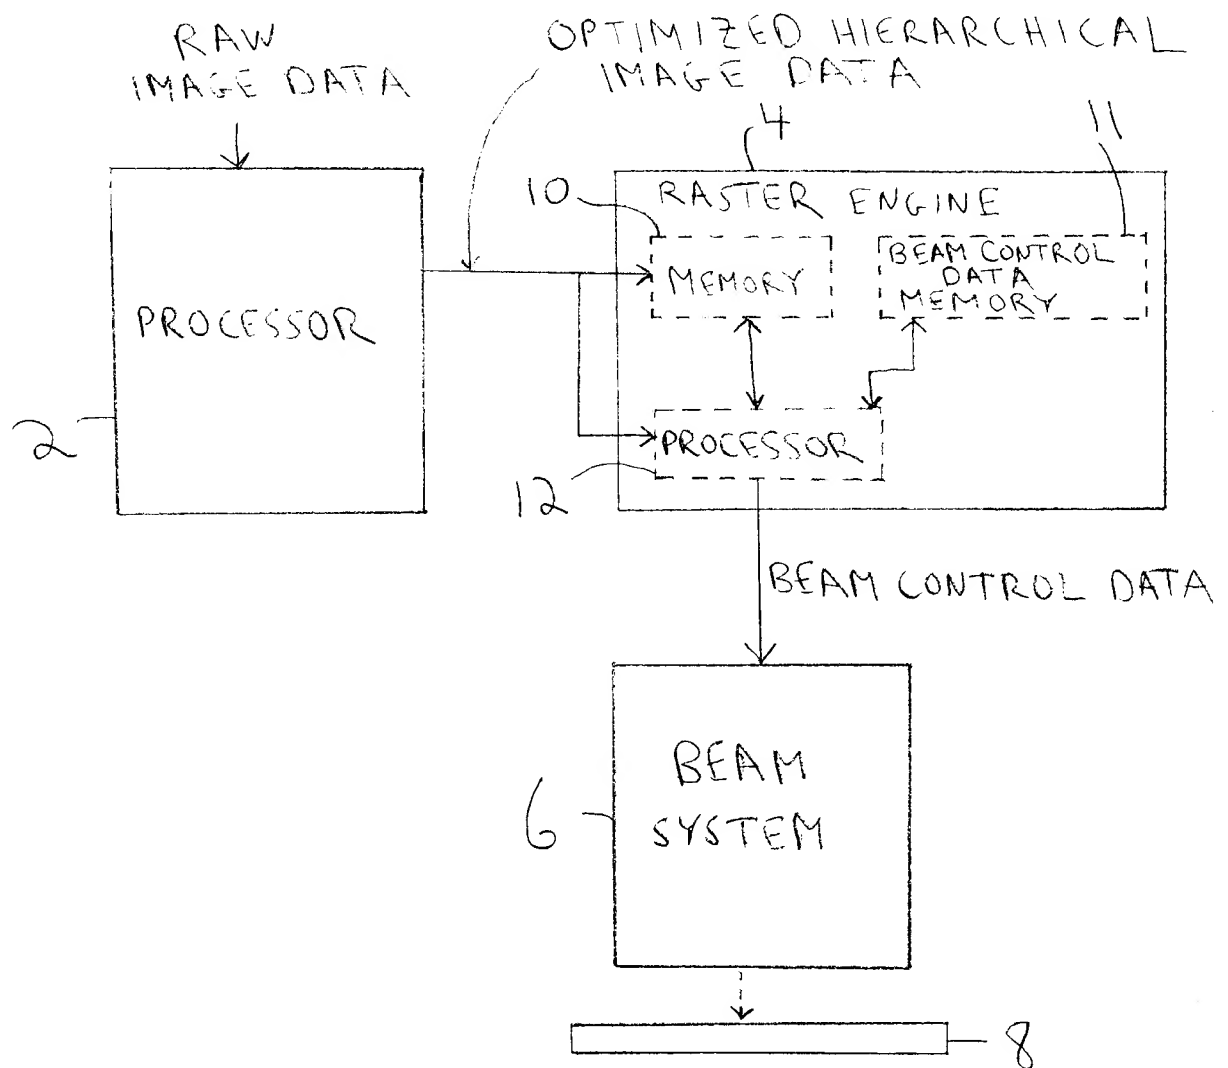 RAW
IMAGE DATA
OPTIMIZED HIERARCHICAL
IMAGE DATA
4
11
10
RASTER ENGINE
MEMORY
BEAM CONTROL
DATA
MEMORY
PROCESSOR
2
PROCESSOR
12
BEAM CONTROL DATA
BEAM
SYSTEM
6
8